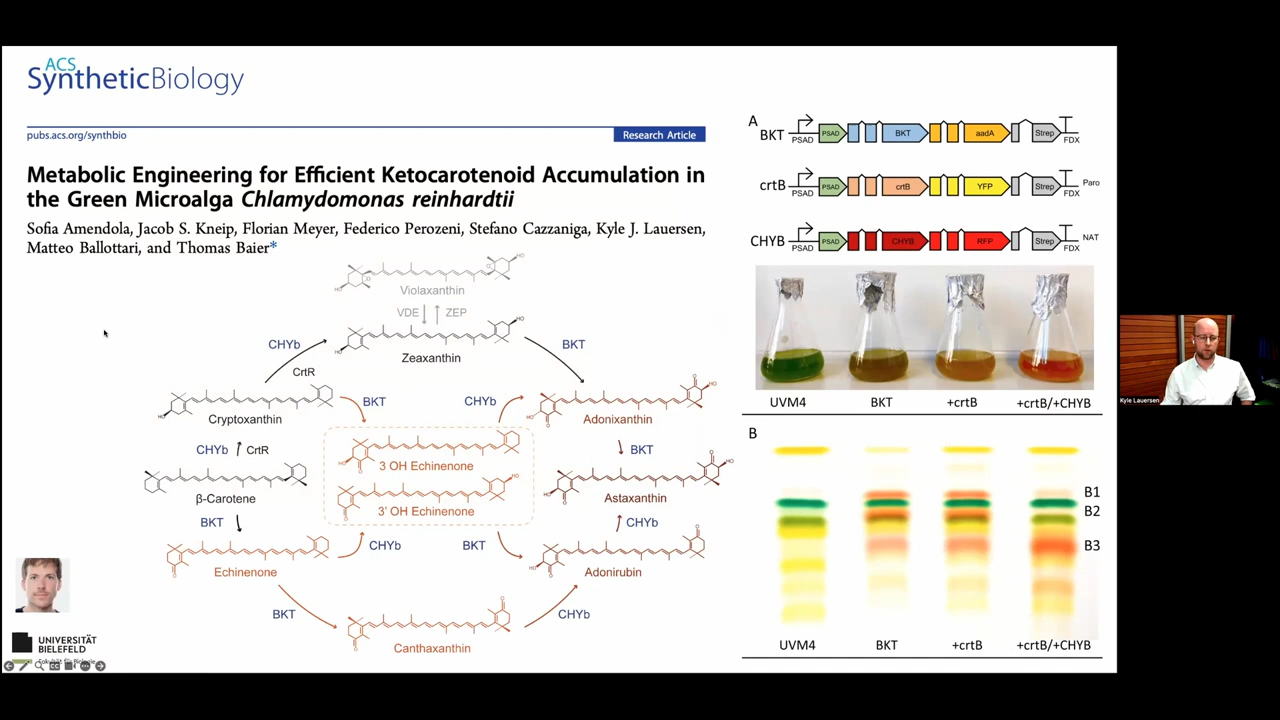 ACS
SyntheticBiology
pubs.acs.org/synthbio
Research Article
Metabolic Engineering for Efficient Ketocarotenoid Accumulation in
the Green Microalga Chlamydomonas reinhardtii
Sofia Amendola, Jacob S. Kneip, Florian Meyer, Federico Perozeni, Stefano Cazzaniga, Kyle J. Lauersen,
Matteo Ballottari, and Thomas Baier*
Violaxanthin
VDE ZEP
Zeaxanthin
CHYb
CrtR
BKT
Cryptoxanthin
BKT
CHYb
Adonixanthin
3 OH Echinenone
CHYb CrtR
BKT
β-Carotene
3' OH Echinenone
Astaxanthin
BKT
CHYb
BKT
CHYb
Echinenone
Adonirubin
BKT
CHYb
Canthaxanthin
UNIVERSITÄT
BIELEFELD
A
BKT
PSAD
PSAD
BKT
aadA
Strep
FDX
crtB
PSAD
PSAD
crtB
YFP
Strep
FDX
Paro
CHYB
PSAD
PSAD
CHYB
RFP
Strep
FDX
NAT
UVM4 BKT +crtB +crtB/+CHYB
B
B1
B2
B3
UVM4 BKT +crtB +crtB/+CHYB
Kyle Lauersen